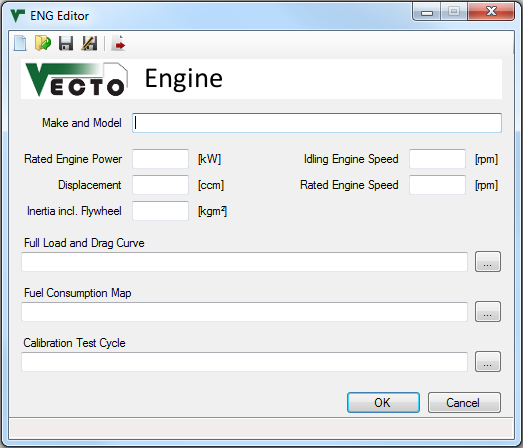 ENG Editor
VECTO Engine
Make and Model
Rated Engine Power [kW] Idling Engine Speed [rpm]
Displacement [ccm] Rated Engine Speed [rpm]
Inertia incl. Flywheel [kgm²]
Full Load and Drag Curve
...
Fuel Consumption Map
...
Calibration Test Cycle
...
OK Cancel